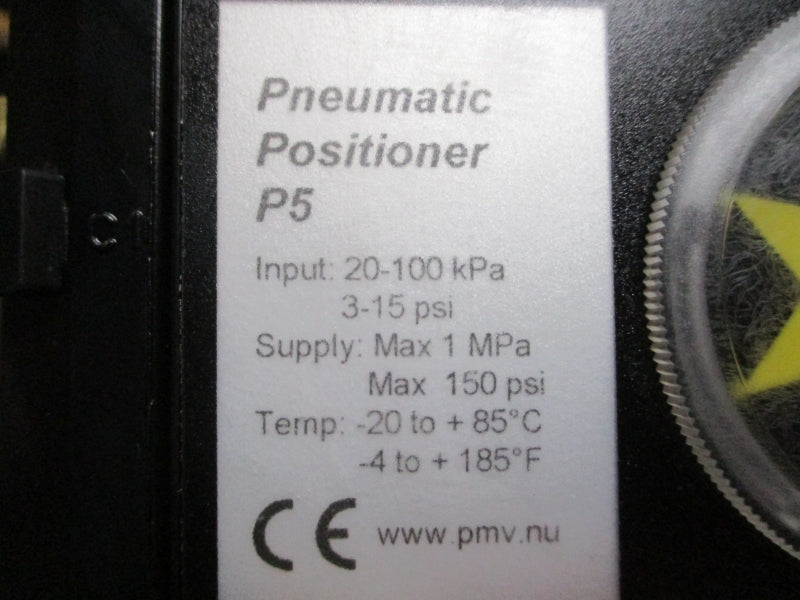 Pneumatic
Positioner
P5
Input: 20-100 kPa
3-15 psi
Supply: Max 1 MPa
Max 150 psi
Temp: -20 to + 85°C
-4 to + 185°F
CE www.pmv.nu